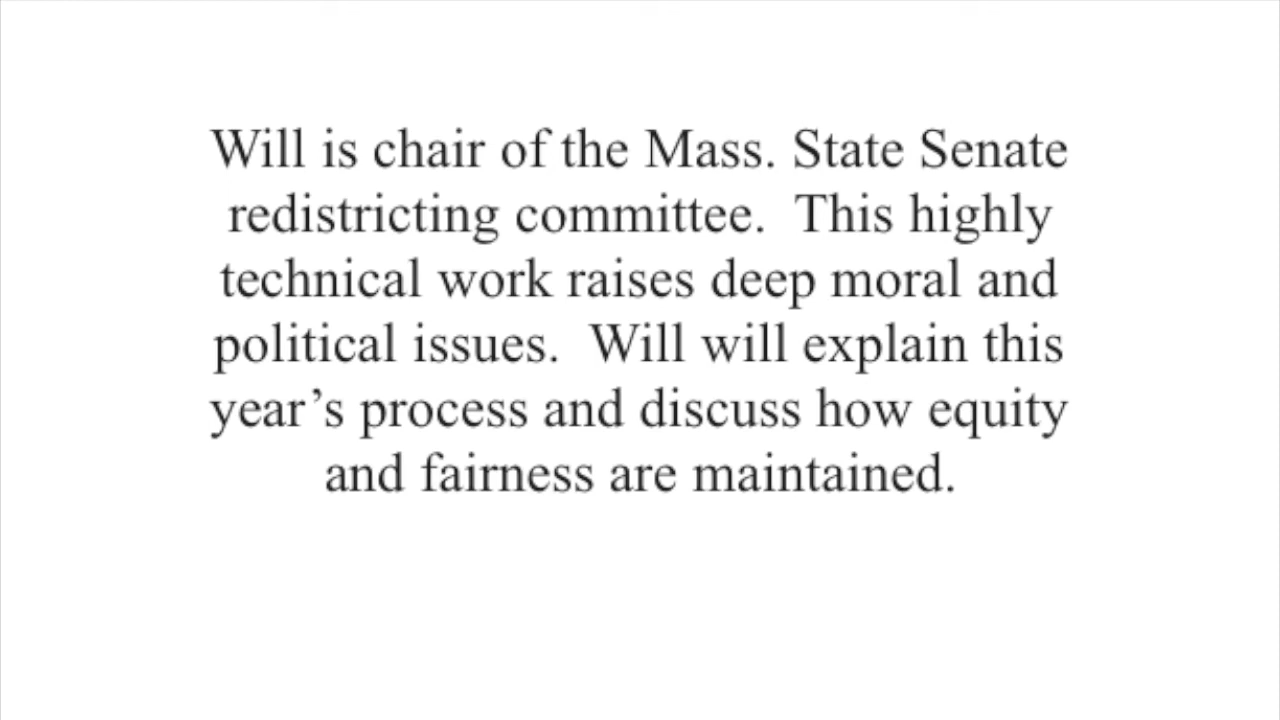 Will is chair of the Mass. State Senate
redistricting committee.  This highly
technical work raises deep moral and
political issues.  Will will explain this
year’s process and discuss how equity
and fairness are maintained.